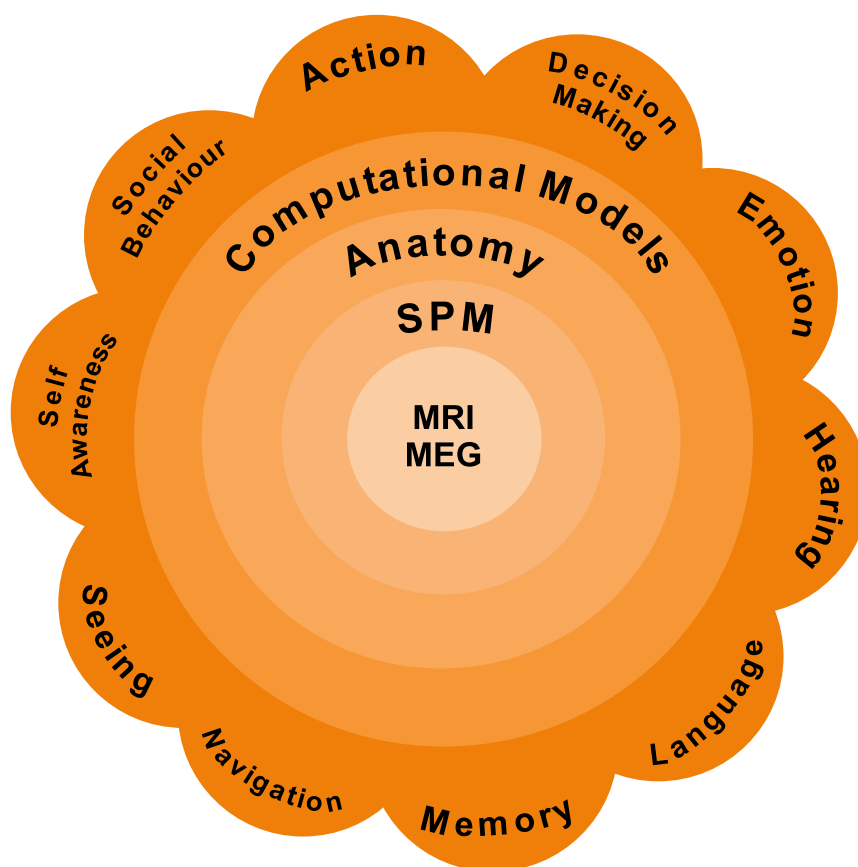 Action
Decision
Making
Social
Behaviour
Computational Models
Emotion
Anatomy
SPM
Self
Awareness
MRI
MEG
Hearing
Seeing
Language
Navigation
Memory